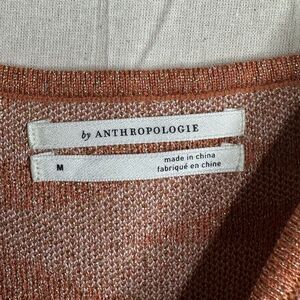 by ANTHROPOLOGIE
M
made in china
fabriqué en chine